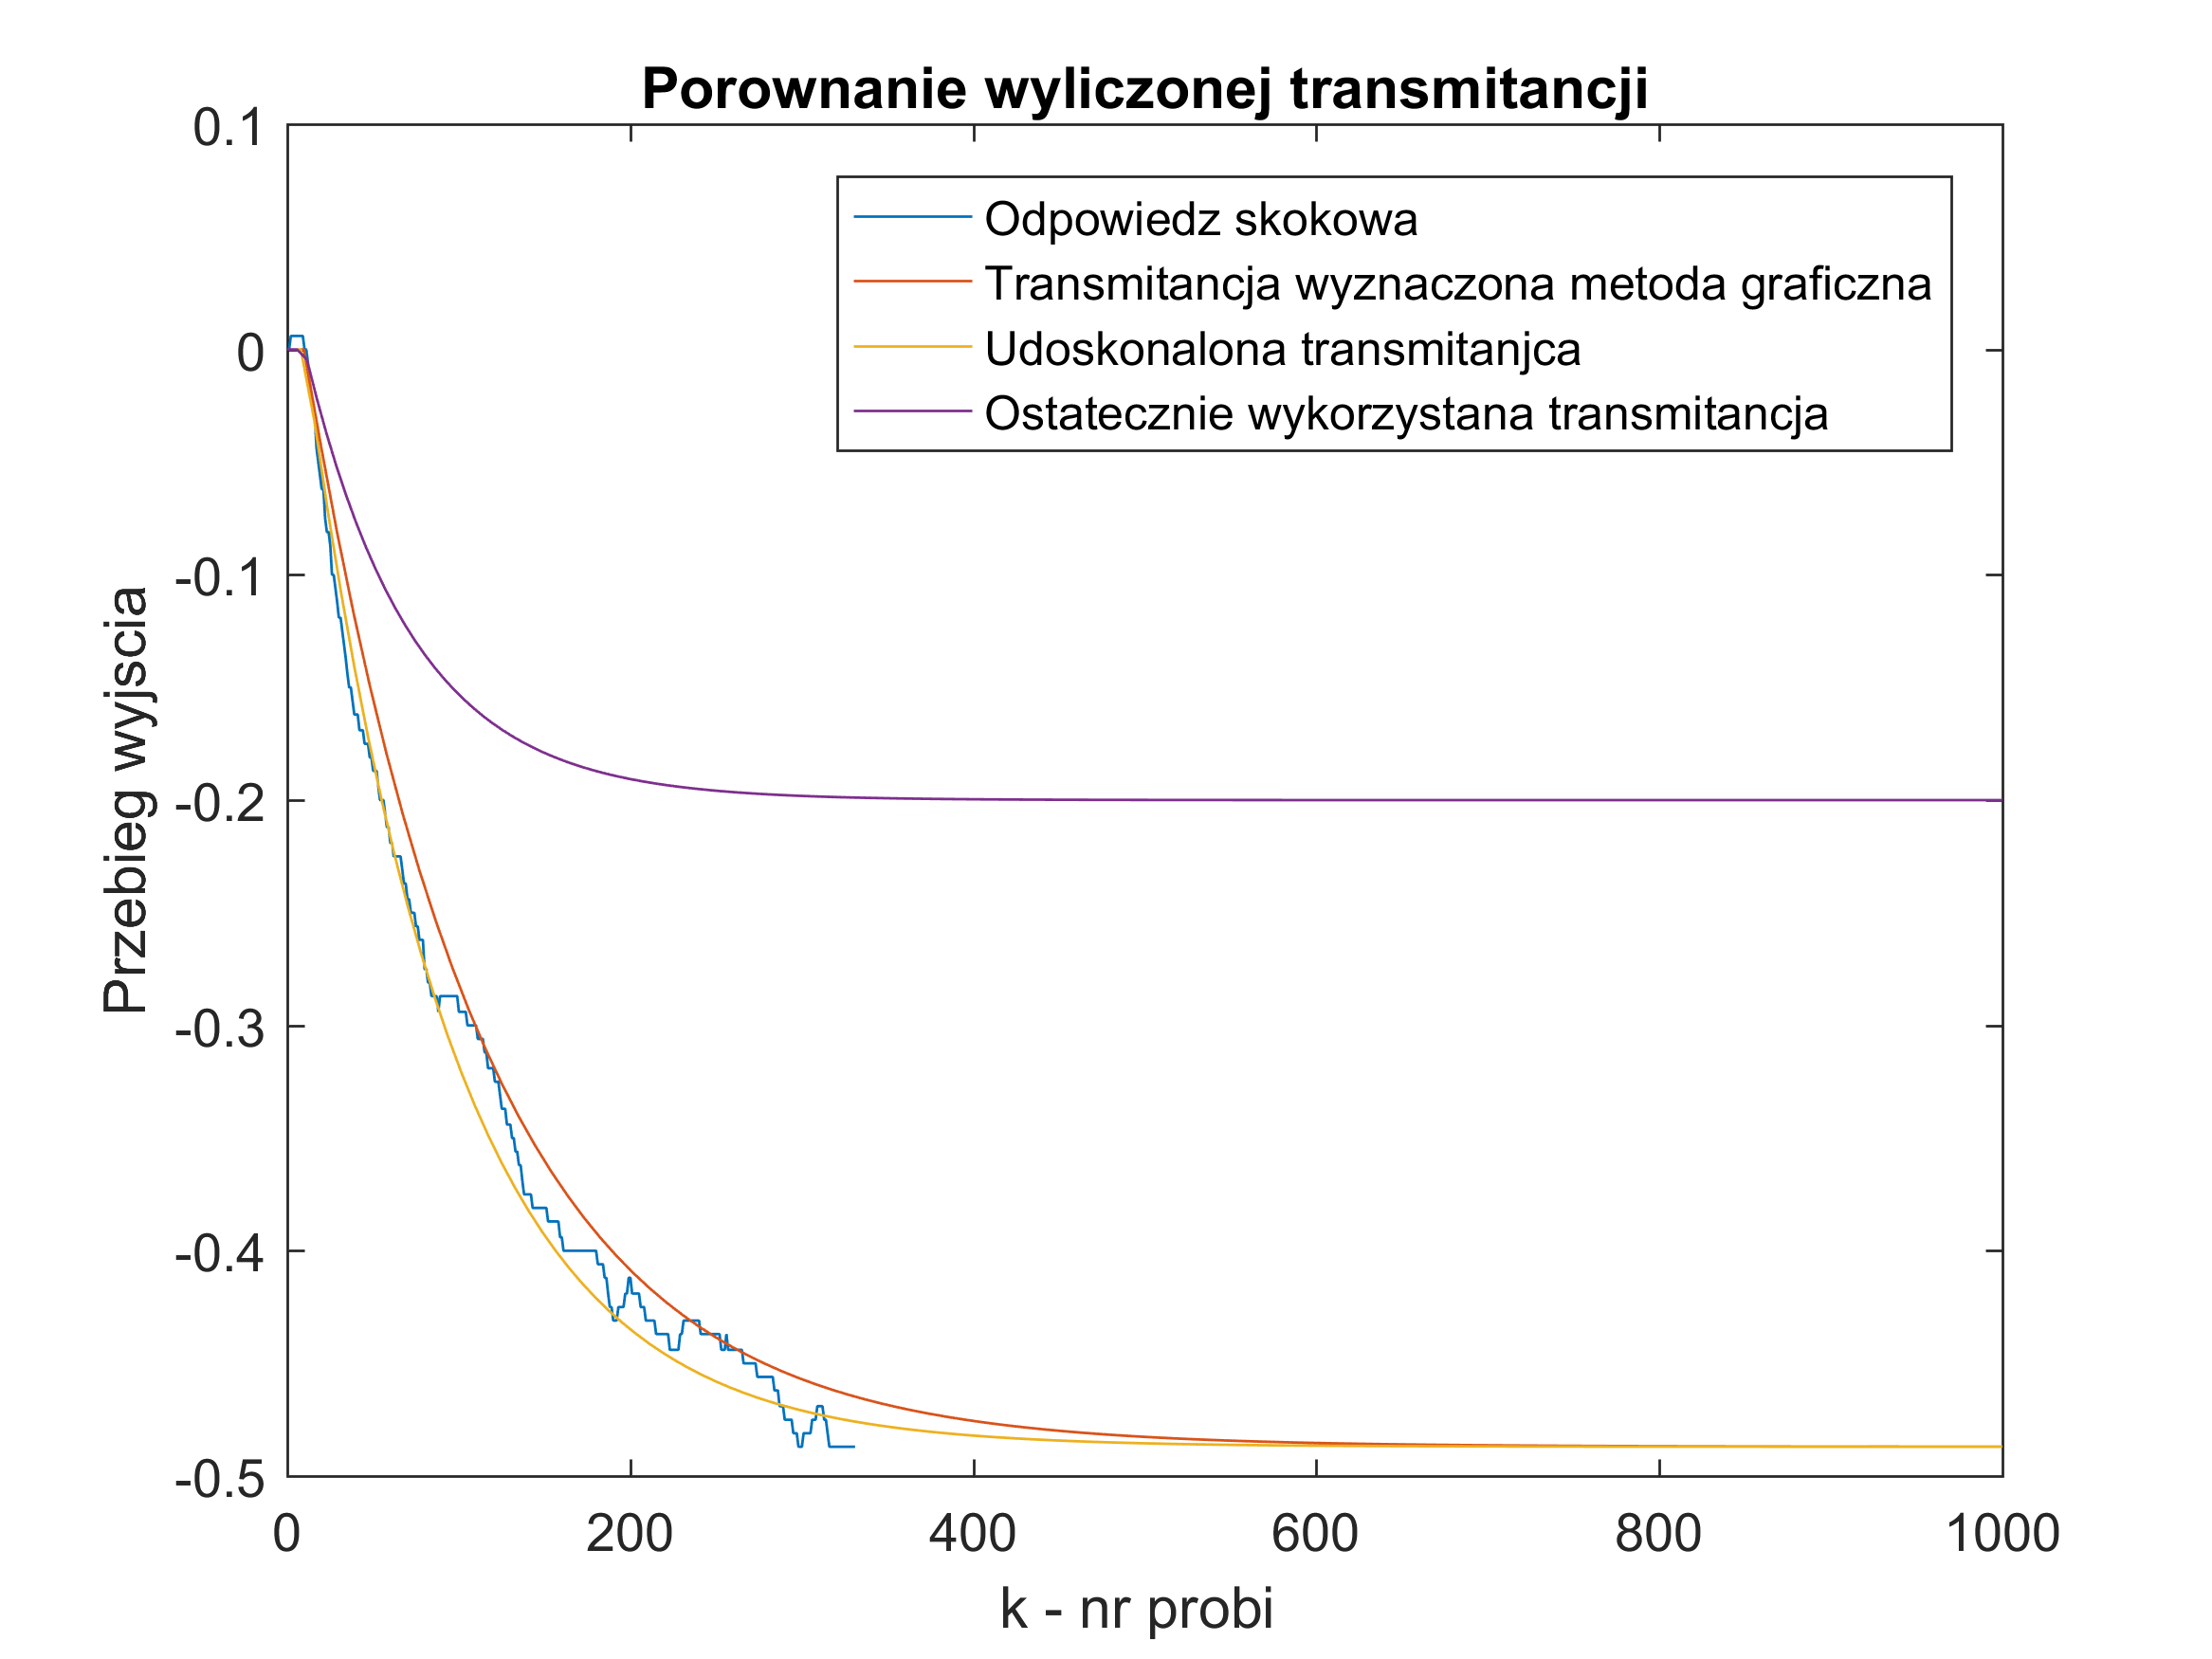 Porownanie wyliczonej transmitancji
0.1
0
-0.1
-0.2
-0.3
-0.4
-0.5
Przebieg wyjscia
Odpowiedz skokowa
Transmitancja wyznaczona metoda graficzna
Udoskonalona transmitanjca
Ostatecznie wykorzystana transmitancja
0 200 400 600 800 1000
k - nr probi